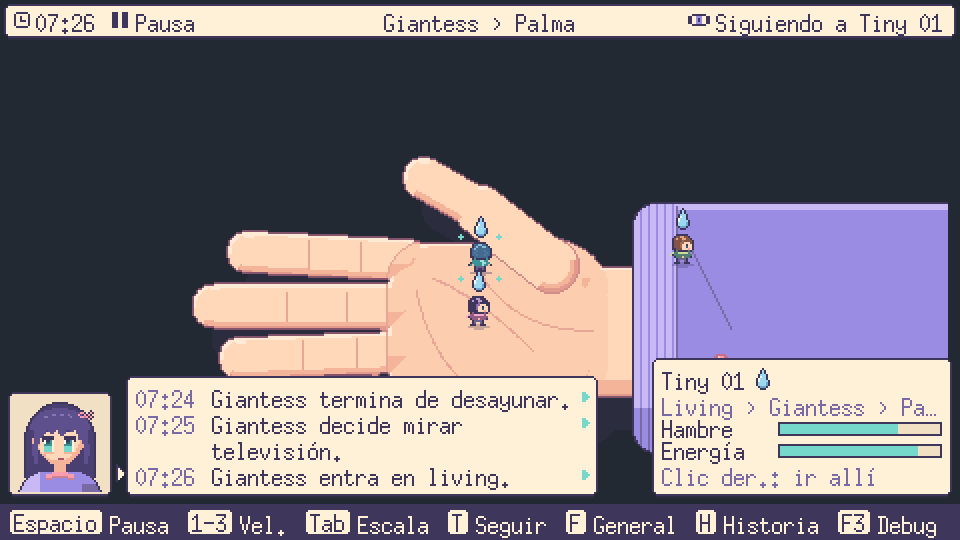 07:26 Pausa
Giantess > Palma
Siguiendo a Tiny 01
07:24 Giantess termina de desayunar.
07:25 Giantess decide mirar
televisión.
07:26 Giantess entra en living.
Tiny 01
Living > Giantess > Pa…
Hambre
Energía
Clic der.: ir allí
Espacio Pausa 1-3 Vel. Tab Escala T Seguir F General H Historia F3 Debug